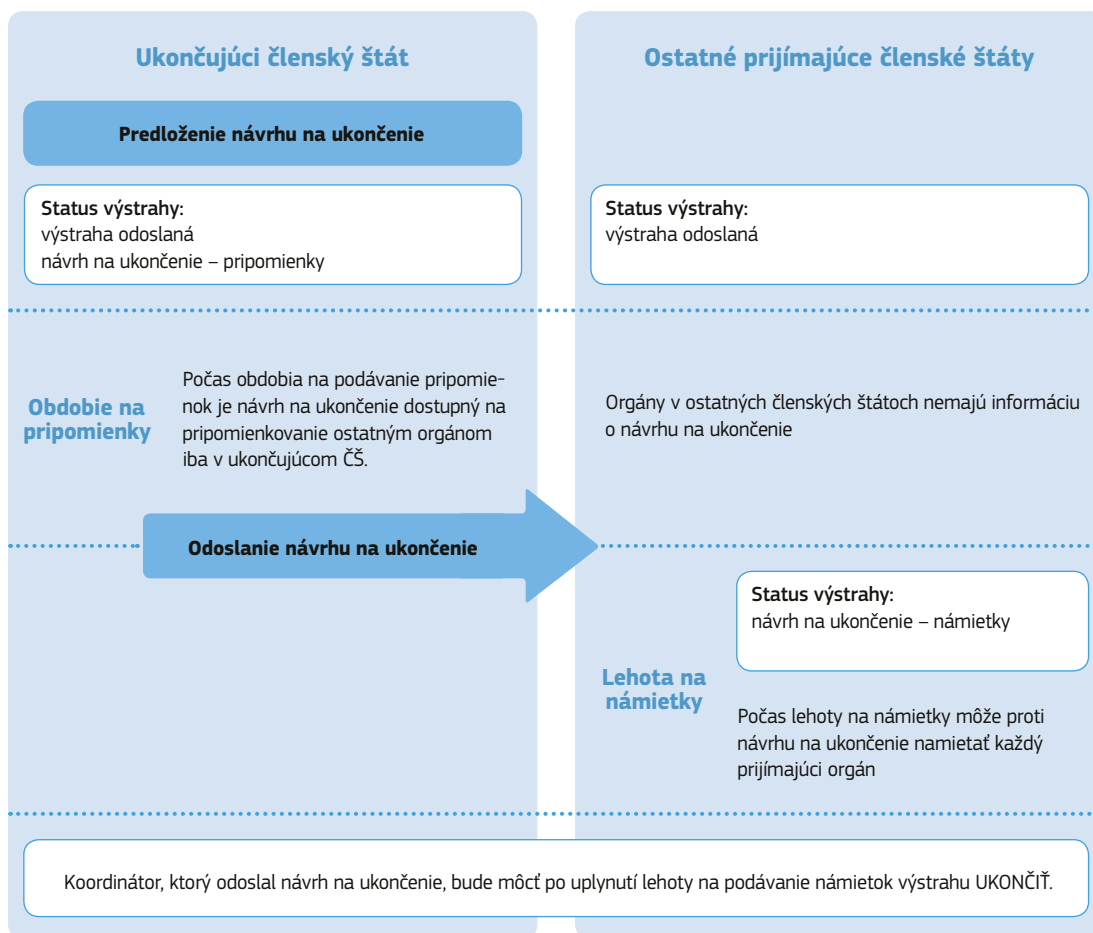 Ukončujúci členský štát
Ostatné prijímajúce členské štáty
Predloženie návrhu na ukončenie
Status výstrahy:
výstraha odoslaná
návrh na ukončenie – pripomienky
Status výstrahy:
výstraha odoslaná
Obdobie na
pripomienky
Počas obdobia na podávanie pripomie-
nok je návrh na ukončenie dostupný na
pripomienkovanie ostatným orgánom
iba v ukončujúcom ČŠ.
Orgány v ostatných členských štátoch nemajú informáciu
o návrhu na ukončenie
Odoslanie návrhu na ukončenie
Status výstrahy:
návrh na ukončenie – námietky
Lehota na
námietky
Počas lehoty na námietky môže proti
návrhu na ukončenie namietať každý
prijímajúci orgán
Koordinátor, ktorý odoslal návrh na ukončenie, bude môcť po uplynutí lehoty na podávanie námietok výstrahu UKONČIŤ.